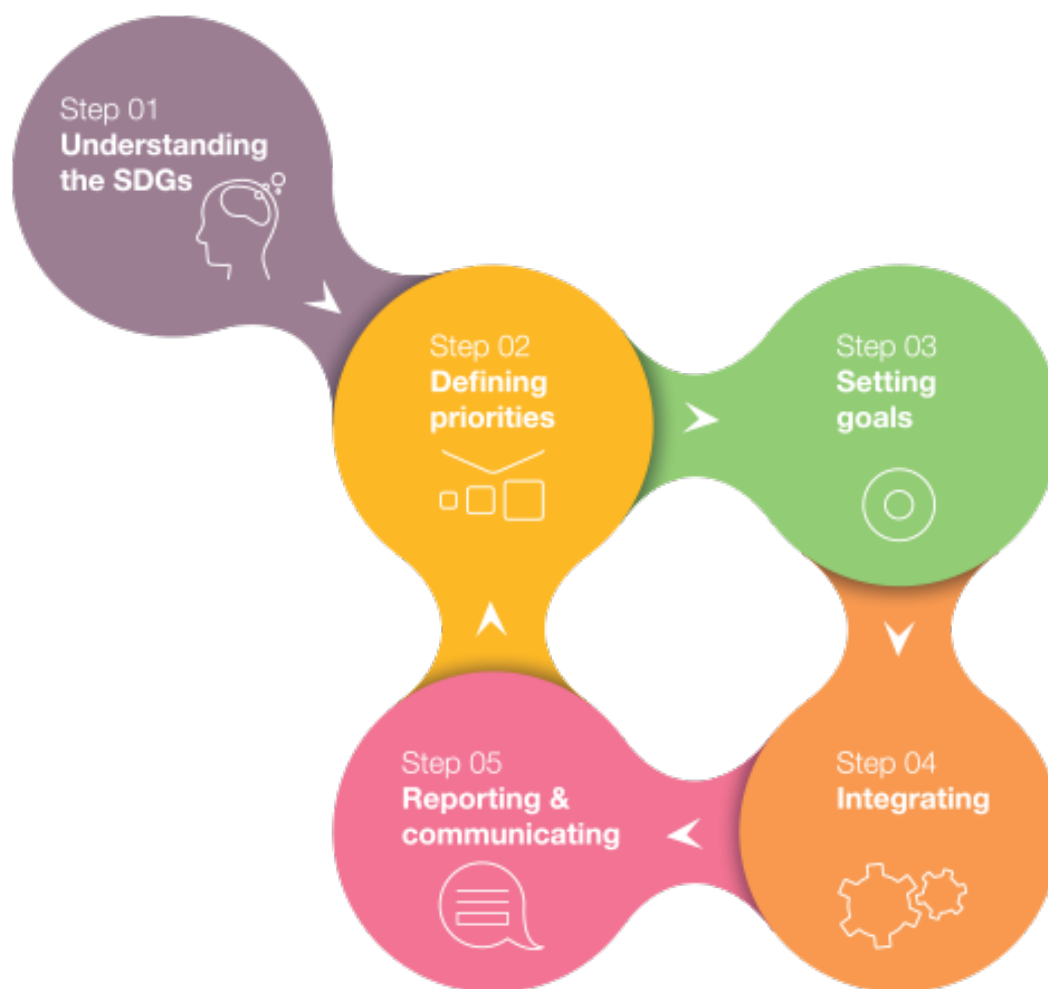 Step 01
Understanding
the SDGs
Step 02
Defining
priorities
Step 03
Setting
goals
Step 04
Integrating
Step 05
Reporting &
communicating